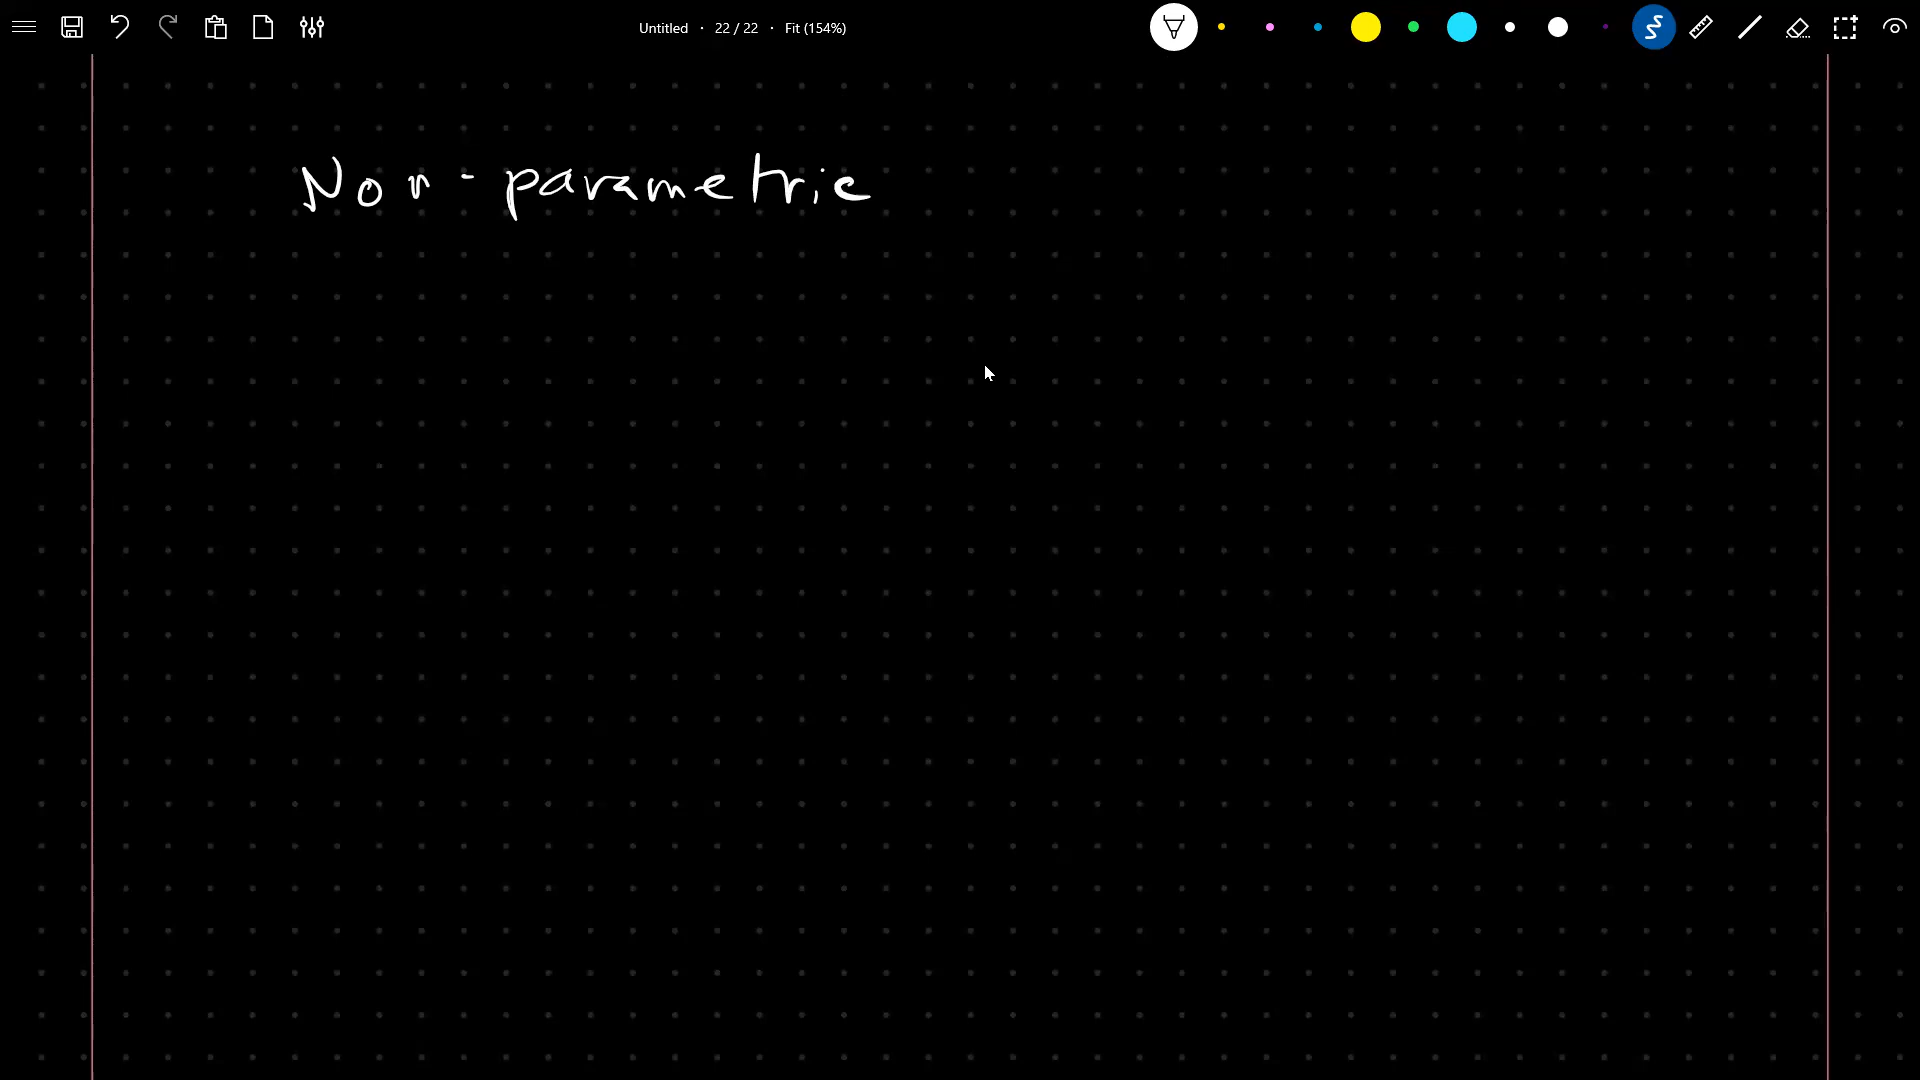 Untitled · 22 / 22 · Fit (154%)
Non-parametric